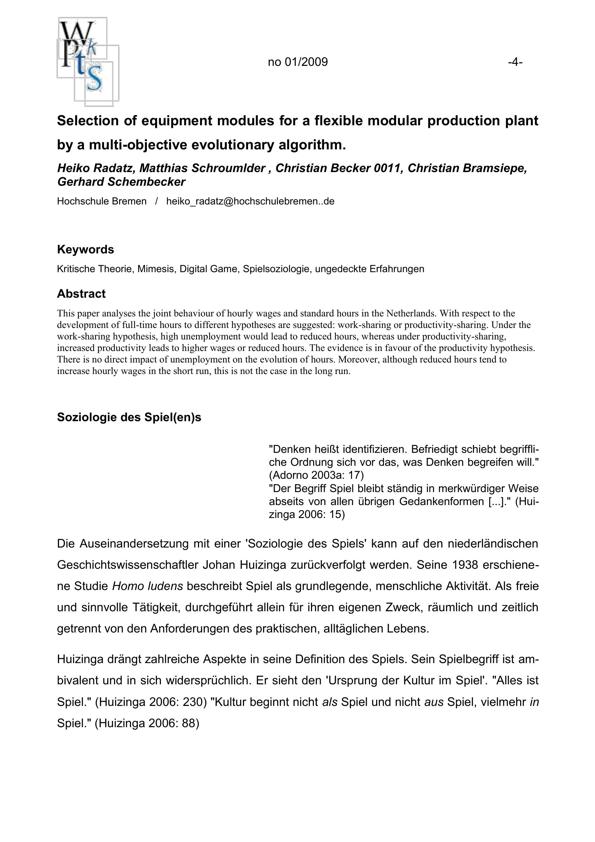 W
P k
t s
S
no 01/2009 -4-
Selection of equipment modules for a flexible modular production plant
by a multi-objective evolutionary algorithm.
Heiko Radatz, Matthias Schroumlder , Christian Becker 0011, Christian Bramsiepe,
Gerhard Schembecker
Hochschule Bremen / heiko_radatz@hochschulebremen..de
Keywords
Kritische Theorie, Mimesis, Digital Game, Spielsoziologie, ungedeckte Erfahrungen
Abstract
This paper analyses the joint behaviour of hourly wages and standard hours in the Netherlands. With respect to the
development of full-time hours to different hypotheses are suggested: work-sharing or productivity-sharing. Under the
work-sharing hypothesis, high unemployment would lead to reduced hours, whereas under productivity-sharing,
increased productivity leads to higher wages or reduced hours. The evidence is in favour of the productivity hypothesis.
There is no direct impact of unemployment on the evolution of hours. Moreover, although reduced hours tend to
increase hourly wages in the short run, this is not the case in the long run.
Soziologie des Spiel(en)s
"Denken heißt identifizieren. Befriedigt schiebt begriffli-
che Ordnung sich vor das, was Denken begreifen will."
(Adorno 2003a: 17)
"Der Begriff Spiel bleibt ständig in merkwürdiger Weise
abseits von allen übrigen Gedankenformen [...]." (Hui-
zinga 2006: 15)
Die Auseinandersetzung mit einer 'Soziologie des Spiels' kann auf den niederländischen
Geschichtswissenschaftler Johan Huizinga zurückverfolgt werden. Seine 1938 erschiene-
ne Studie Homo ludens beschreibt Spiel als grundlegende, menschliche Aktivität. Als freie
und sinnvolle Tätigkeit, durchgeführt allein für ihren eigenen Zweck, räumlich und zeitlich
getrennt von den Anforderungen des praktischen, alltäglichen Lebens.
Huizinga drängt zahlreiche Aspekte in seine Definition des Spiels. Sein Spielbegriff ist am-
bivalent und in sich widersprüchlich. Er sieht den 'Ursprung der Kultur im Spiel'. "Alles ist
Spiel." (Huizinga 2006: 230) "Kultur beginnt nicht als Spiel und nicht aus Spiel, vielmehr in
Spiel." (Huizinga 2006: 88)